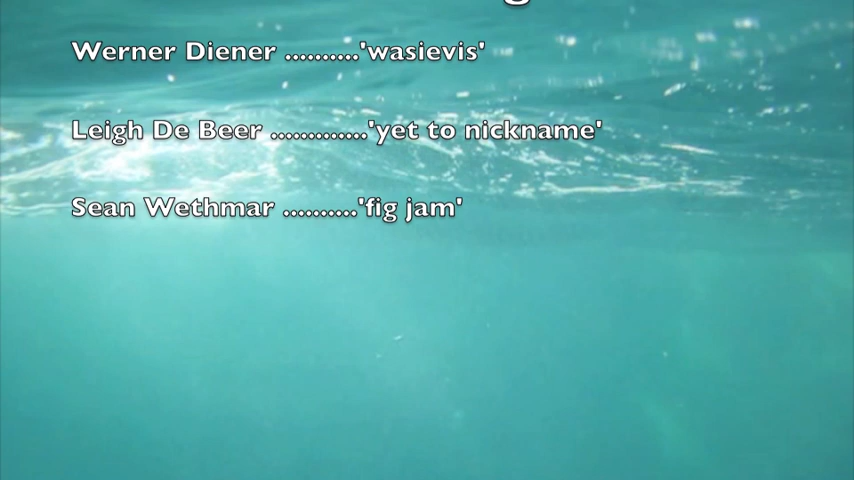 Werner Diener ..........'wasievis'
Leigh De Beer .............'yet to nickname'
Sean Wethmar ..........'fig jam'